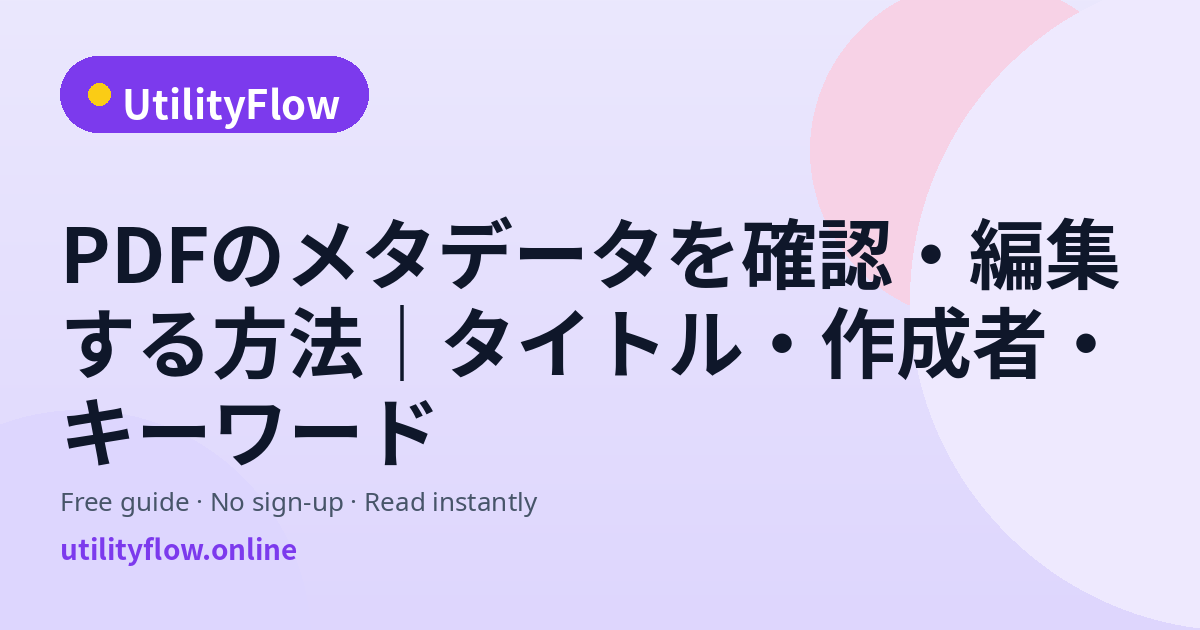 UtilityFlow
PDFのメタデータを確認・編集
する方法｜タイトル・作成者・
キーワード
Free guide · No sign-up · Read instantly
utilityflow.online